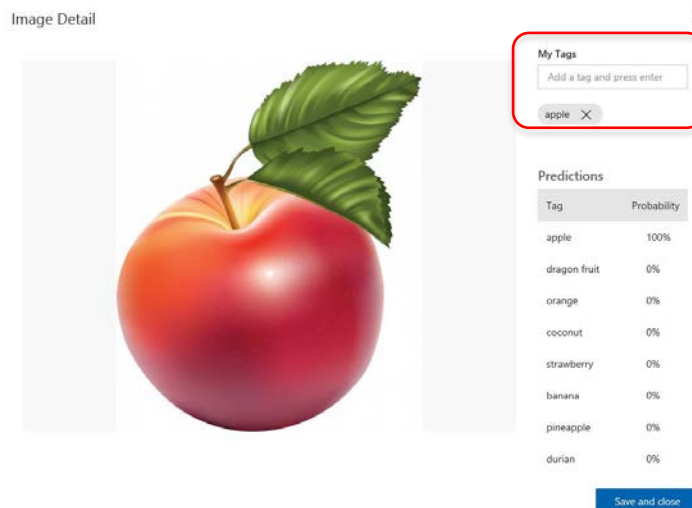 Image Detail
My Tags
Add a tag and press enter
apple
Predictions
Tag Probability
apple 100%
dragon fruit 0%
orange 0%
coconut 0%
strawberry 0%
banana 0%
pineapple 0%
durian 0%
Save and close